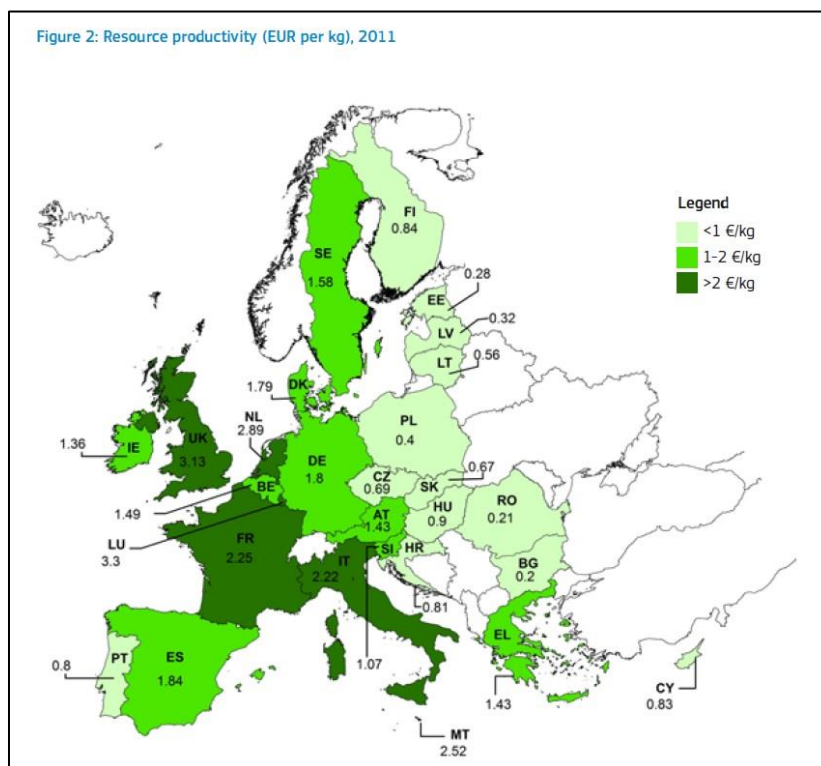 Figure 2: Resource productivity (EUR per kg), 2011
Legend
<1 €/kg
1-2 €/kg
>2 €/kg
FI
0.84
SE
1.58
0.28
EE
0.32
LV
0.56
LT
1.79
DK
NL
2.89
PL
0.4
1.36
IE
UK
3.13
DE
1.8
0.67
CZ
0.69
SK
BE
1.49
AT
1.43
HU
0.9
RO
0.21
LU
3.3
FR
2.25
SI
HR
IT
2.22
BG
0.2
0.81
EL
PT
0.8
ES
1.84
1.07
1.43
CY
0.83
MT
2.52